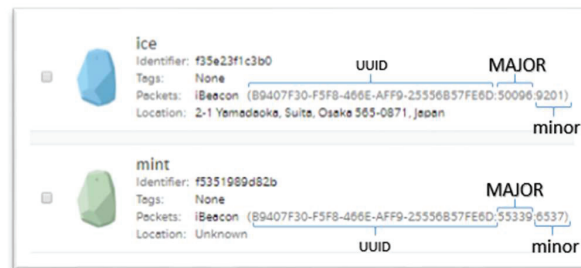 ice
Identifier: f35e23f1c3b0
UUID
MAJOR
Tags: None
Packets: iBeacon (B9407F30-F5F8-466E-AFF9-25556B57FE6D:50096:9201)
Location: 2-1 Yamadaoka, Suita, Osaka 565-0871, Japan
minor
mint
Identifier: f5351989d82b
MAJOR
Tags: None
Packets: iBeacon (B9407F30-F5F8-466E-AFF9-25556B57FE6D:55339:6537)
Location: Unknown
UUID
minor